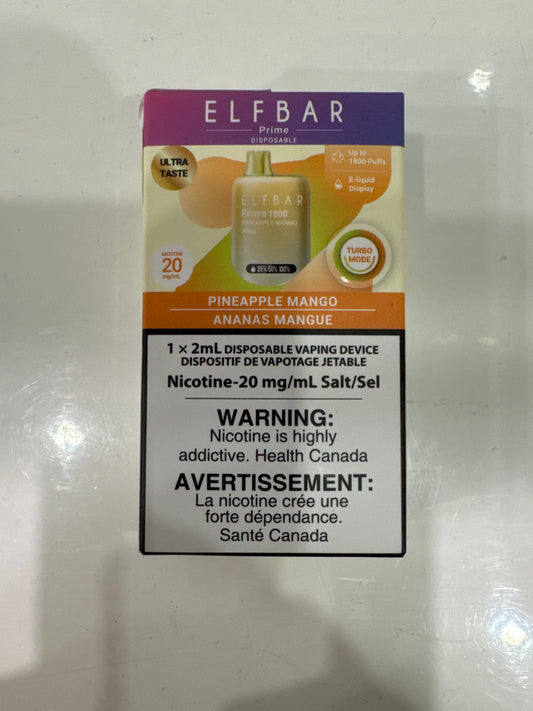 ELFBAR
Prime
DISPOSABLE
ULTRA
TASTE
Up to
1800 Puffs
E-liquid
Display
ELFBAR
Prime 1800
PINEAPPLE MANGO
25% 50% 100%
NICOTINE
20
mg/mL
TURBO
MODE
PINEAPPLE MANGO
ANANAS MANGUE
1 × 2mL DISPOSABLE VAPING DEVICE
DISPOSITIF DE VAPOTAGE JETABLE
Nicotine-20 mg/mL Salt/Sel
WARNING:
Nicotine is highly
addictive. Health Canada
AVERTISSEMENT:
La nicotine crée une
forte dépendance.
Santé Canada